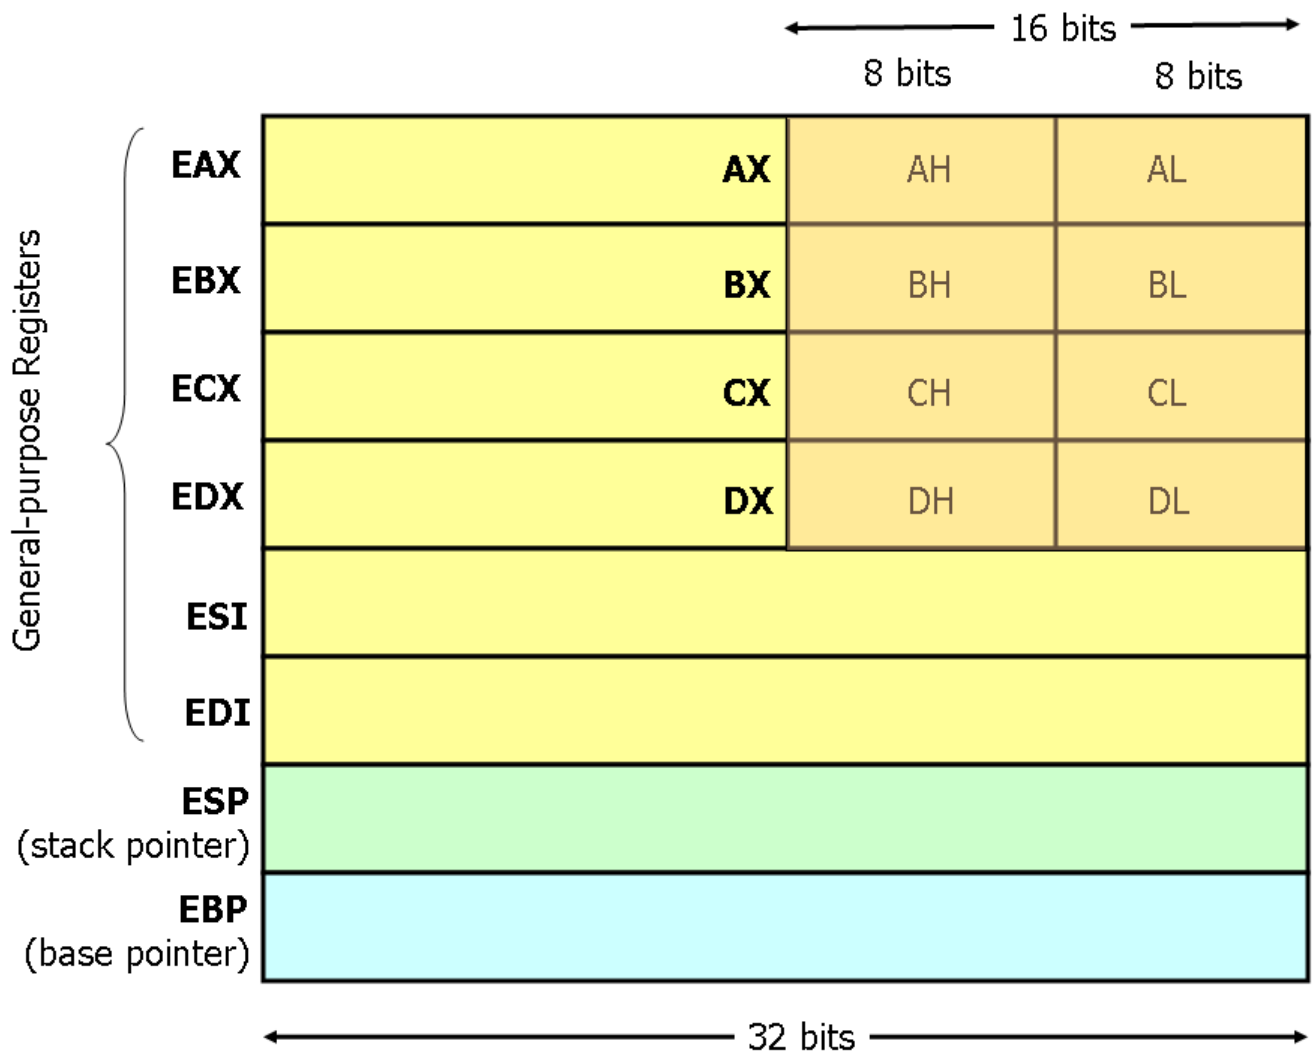 16 bits
8 bits 8 bits
EAX AX AH AL
EBX BX BH BL
ECX CX CH CL
EDX DX DH DL
General-purpose Registers
ESI
EDI
ESP
(stack pointer)
EBP
(base pointer)
32 bits